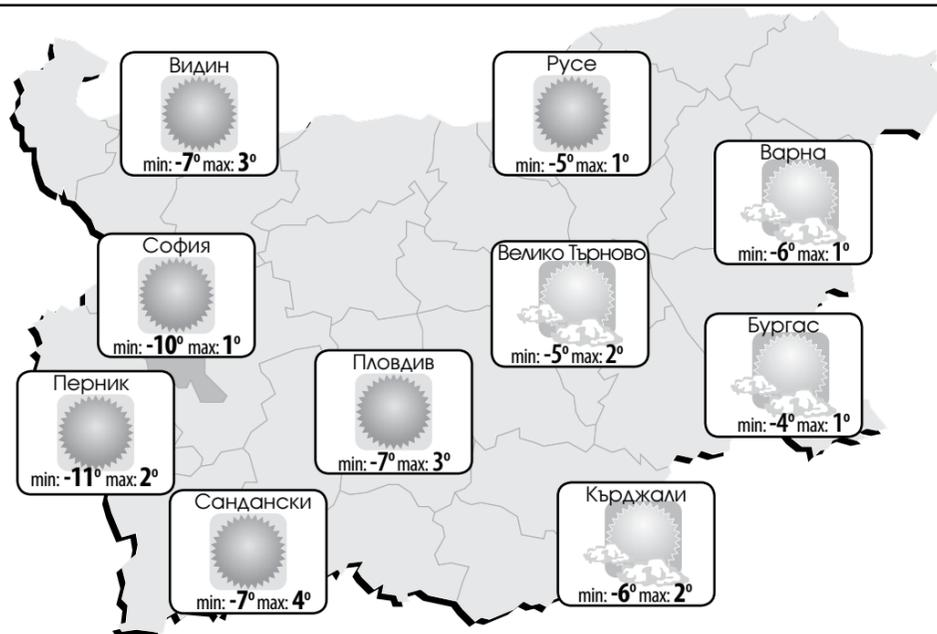 Видин
min: -7° max: 3°
Русе
min: -5° max: 1°
Варна
min: -6° max: 1°
София
min: -10° max: 1°
Велико Търново
min: -5° max: 2°
Бургас
min: -4° max: 1°
Пловдив
min: -7° max: 3°
Перник
min: -11° max: 2°
Сандански
min: -7° max: 4°
Кърджали
min: -6° max: 2°